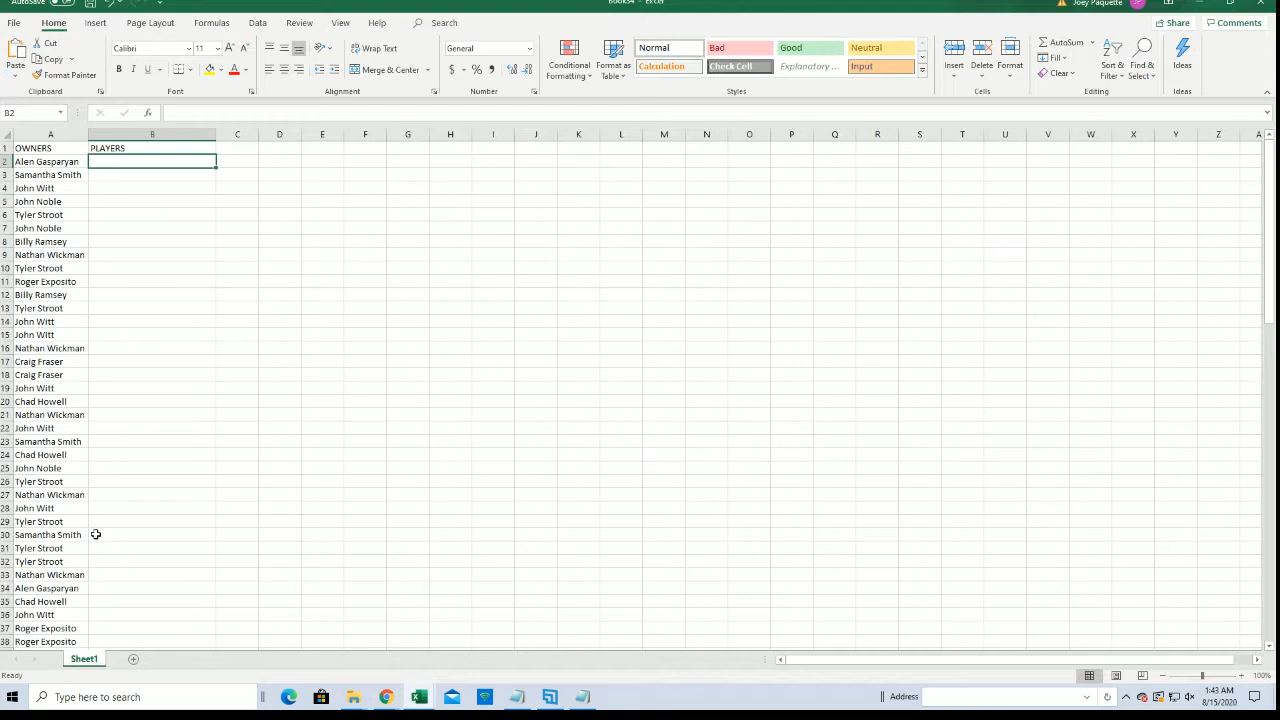 AutoSave Off Book54 - Excel Joey Paquette
File Home Insert Page Layout Formulas Data Review View Help Search Share Comments
Paste Cut Copy Format Painter Clipboard
Calibri 11 A A B I U A Font
Wrap Text Merge & Center Alignment
General $ % , Number
Conditional Formatting Format as Table
Normal Bad Good Neutral
Calculation Check Cell Explanatory ... Input
Styles
Insert Delete Format Cells
AutoSum Fill Clear Sort & Filter Find & Select Editing
Ideas Ideas
B2 fx
A B C D E F G H I J K L M N O P Q R S T U V W X Y Z A
1 OWNERS PLAYERS
2 Alen Gasparyan
3 Samantha Smith
4 John Witt
5 John Noble
6 Tyler Stroot
7 John Noble
8 Billy Ramsey
9 Nathan Wickman
10 Tyler Stroot
11 Roger Exposito
12 Billy Ramsey
13 Tyler Stroot
14 John Witt
15 John Witt
16 Nathan Wickman
17 Craig Fraser
18 Craig Fraser
19 John Witt
20 Chad Howell
21 Nathan Wickman
22 John Witt
23 Samantha Smith
24 Chad Howell
25 John Noble
26 Tyler Stroot
27 Nathan Wickman
28 John Witt
29 Tyler Stroot
30 Samantha Smith
31 Tyler Stroot
32 Tyler Stroot
33 Nathan Wickman
34 Alen Gasparyan
35 Chad Howell
36 John Witt
37 Roger Exposito
38 Roger Exposito
Sheet1
Ready 100%
Type here to search Address 1:43 AM
8/15/2020